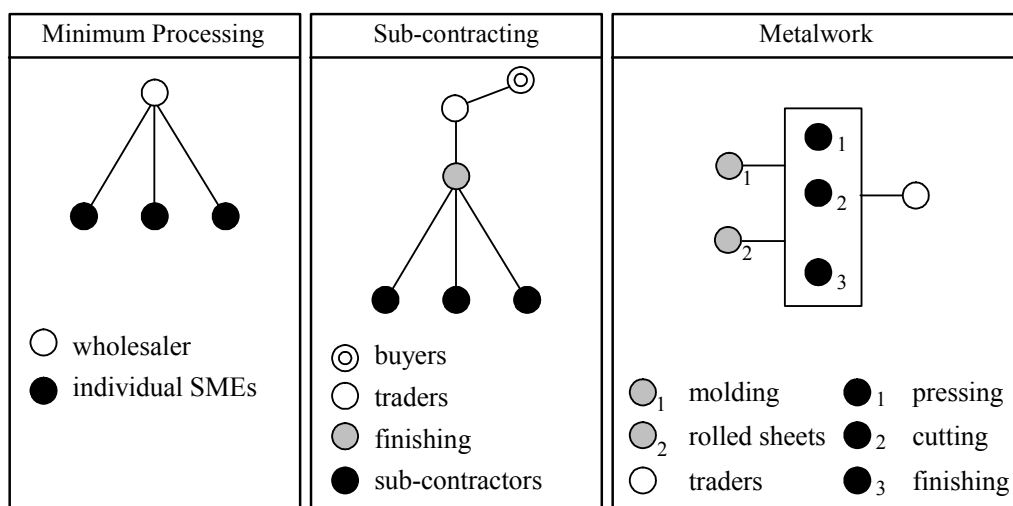 Minimum Processing
wholesaler
individual SMEs
Sub-contracting
buyers
traders
finishing
sub-contractors
Metalwork
1
2
1
2
3
1 molding
2 rolled sheets
traders
1 pressing
2 cutting
3 finishing